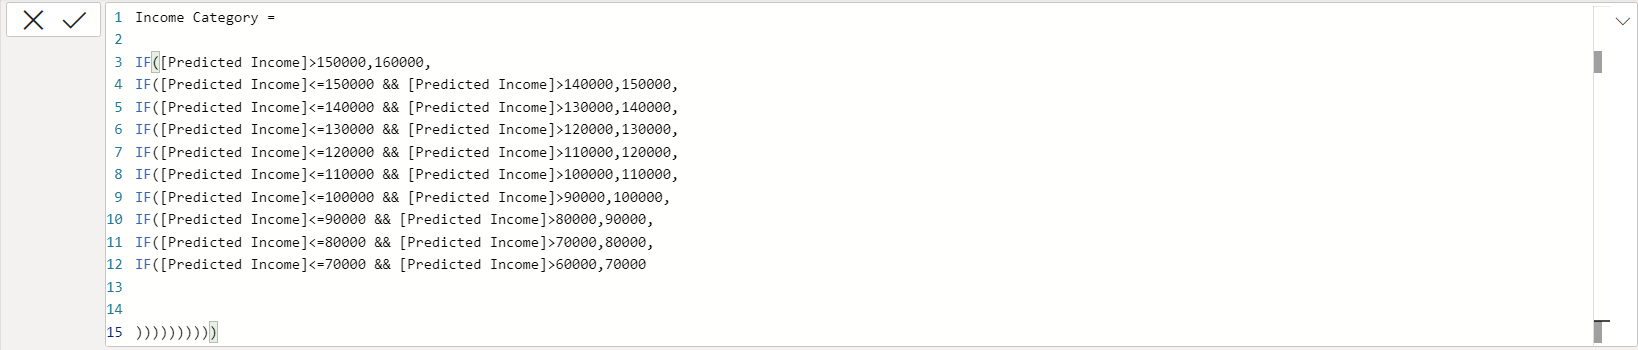 1 Income Category =
2
3 IF([Predicted Income]>150000,160000,
4 IF([Predicted Income]<=150000 && [Predicted Income]>140000,150000,
5 IF([Predicted Income]<=140000 && [Predicted Income]>130000,140000,
6 IF([Predicted Income]<=130000 && [Predicted Income]>120000,130000,
7 IF([Predicted Income]<=120000 && [Predicted Income]>110000,120000,
8 IF([Predicted Income]<=110000 && [Predicted Income]>100000,110000,
9 IF([Predicted Income]<=100000 && [Predicted Income]>90000,100000,
10 IF([Predicted Income]<=90000 && [Predicted Income]>80000,90000,
11 IF([Predicted Income]<=80000 && [Predicted Income]>70000,80000,
12 IF([Predicted Income]<=70000 && [Predicted Income]>60000,70000
13
14
15 ))))))))))